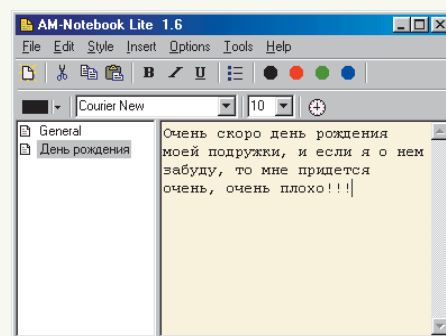 AM-Notebook Lite 1.6
File Edit Style Insert Options Tools Help
B I U
Courier New 10
General
День рождения
Очень скоро день рождения
моей подружки, и если я о нем
забуду, то мне придется
очень, очень плохо!!!